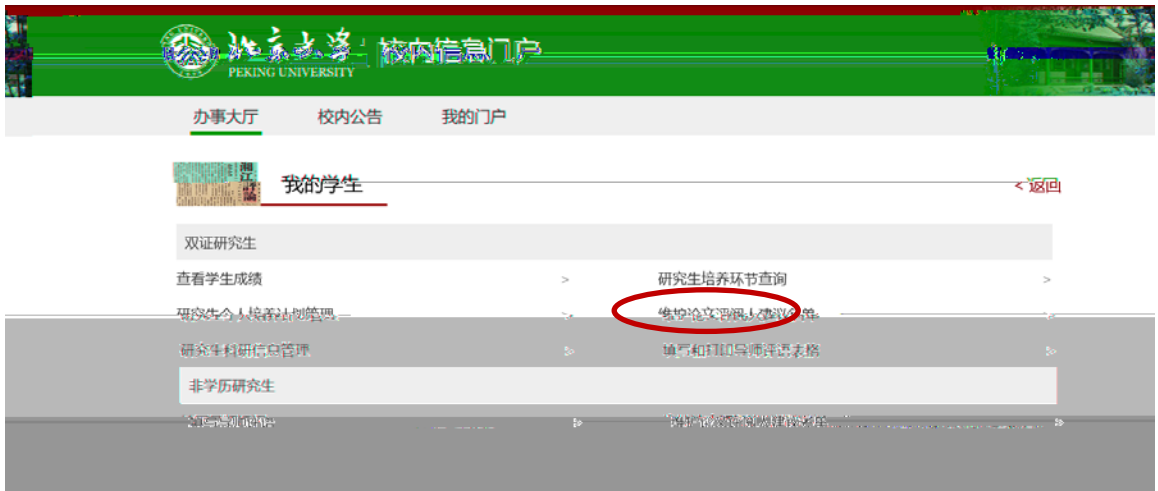 北京大学 校内信息门户
PEKING UNIVERSITY
办事大厅 校内公告 我的门户
我的学生 < 返回
双证研究生
查看学生成绩 > 研究生培养环节查询 >
研究生个人培养计划管理 > 维护论文评阅人建议名单 >
研究生科研信息管理 > 填写和打印导师评语表格 >
非学历研究生